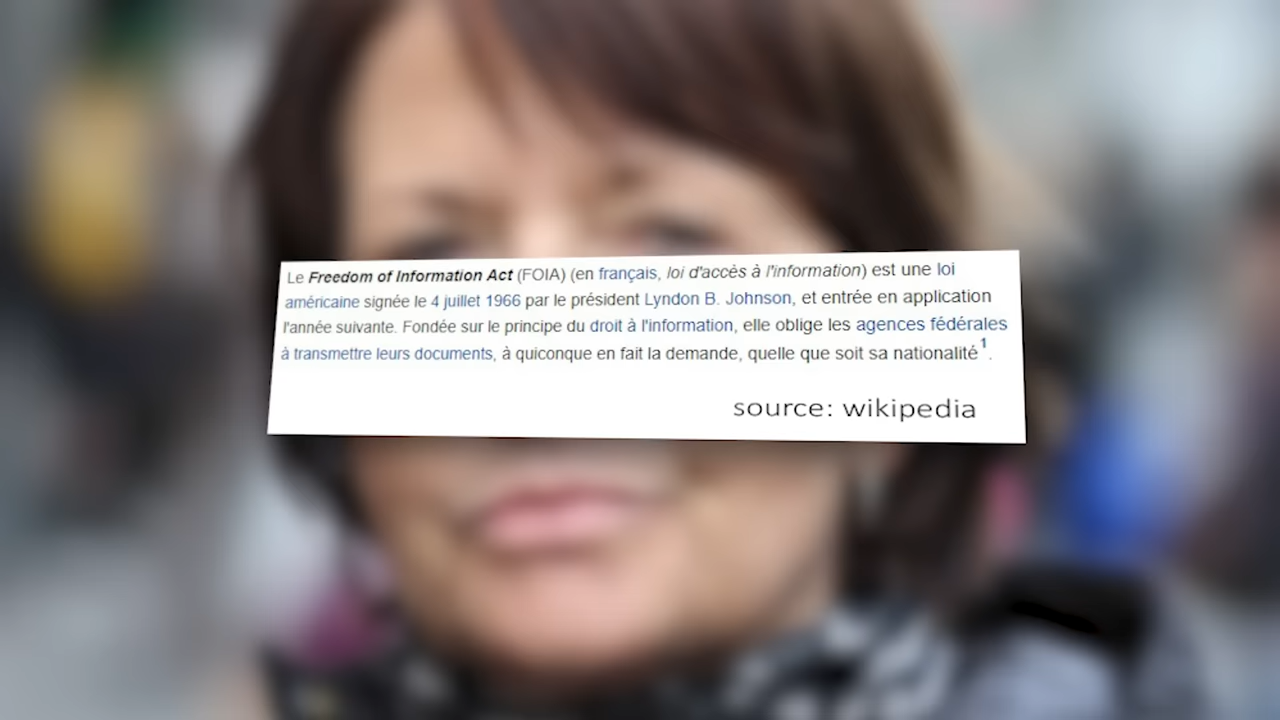 Le Freedom of Information Act (FOIA) (en français, loi d'accès à l'information) est une loi
américaine signée le 4 juillet 1966 par le président Lyndon B. Johnson, et entrée en application
l'année suivante. Fondée sur le principe du droit à l'information, elle oblige les agences fédérales
à transmettre leurs documents, à quiconque en fait la demande, quelle que soit sa nationalité1.
source: wikipedia